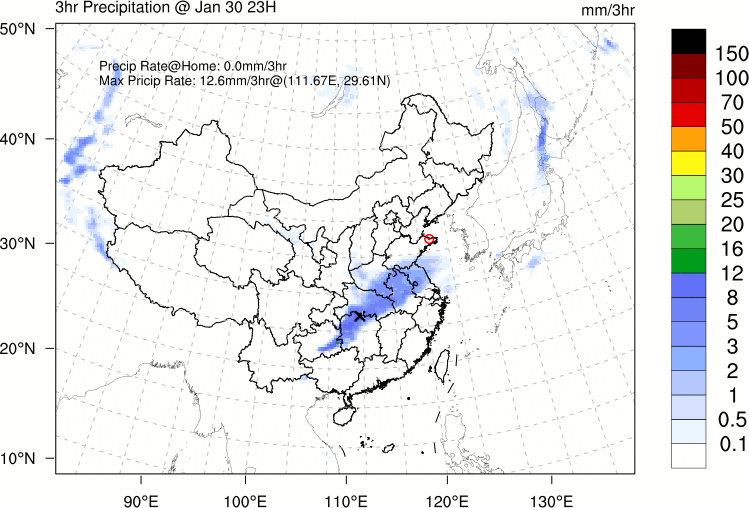 3hr Precipitation @ Jan 30 23H
mm/3hr
Precip Rate@Home: 0.0mm/3hr
Max Pricip Rate: 12.6mm/3hr@(111.67E, 29.61N)
50°N
40°N
30°N
20°N
10°N
90°E
100°E
110°E
120°E
130°E
150
100
70
50
40
30
25
20
16
12
8
5
3
2
1
0.5
0.1